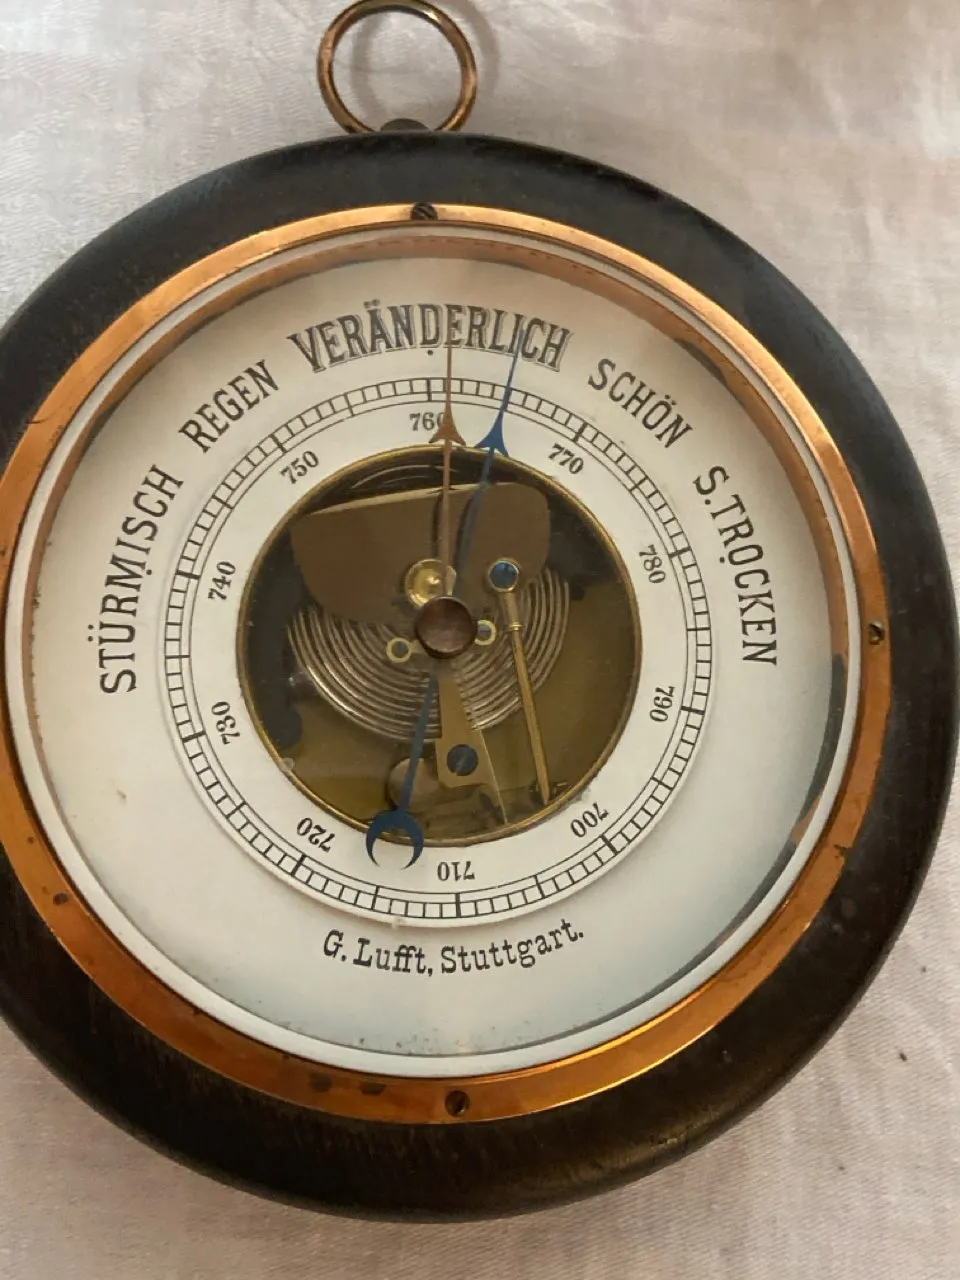 STÜRMISCH
REGEN
VERÄNDERLICH
SCHÖN
S. TROCKEN
710
720
730
740
750
760
770
780
790
700
G. Lufft, Stuttgart.